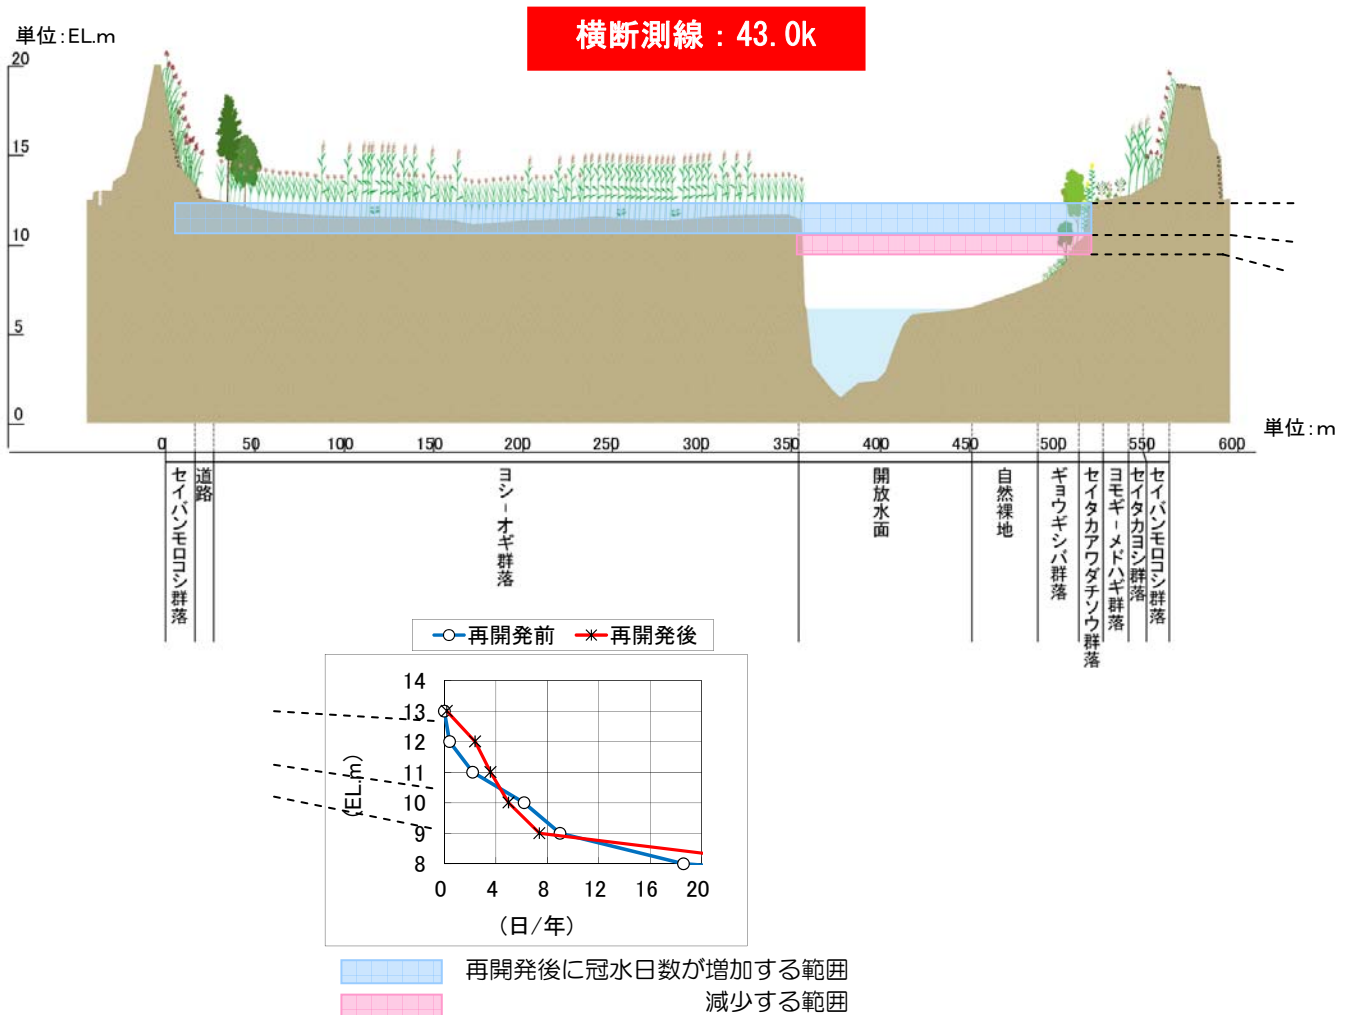 横断測線：43.0k
単位：EL.m
20
15
10
5
0
0 50 100 150 200 250 300 350 400 450 500 550 600
単位：m
セイバンモロコシ群落
道路
ヨシ－オギ群落
開放水面
自然裸地
ギョウギシバ群落
セイタカアワダチソウ群落
ヨモギ－メドハギ群落
セイタカヨシ群落
セイバンモロコシ群落
再開発前 再開発後
14
13
12
11
10
9
8
(EL.m)
0 4 8 12 16 20
(日/年)
再開発後に冠水日数が増加する範囲
減少する範囲